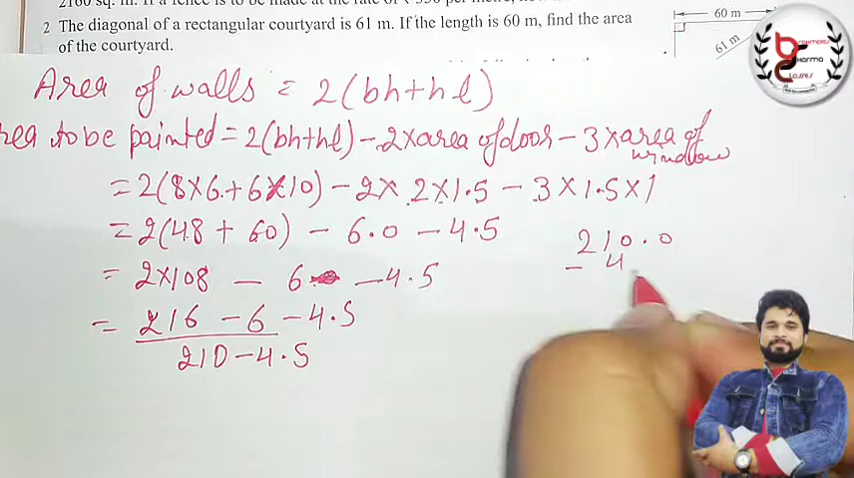 2 The diagonal of a rectangular courtyard is 61 m. If the length is 60 m, find the area
of the courtyard.
60 m
61 m
Area of walls = 2(bh+hl)
rea to be painted = 2(bh+hl) - 2×area of door - 3×area of
window
= 2(8×6+6×10) - 2× 2×1.5 - 3×1.5×1
= 2(48 + 60) - 6.0 - 4.5
210.0
- 4
= 2×108 - 6 - 4.5
= 216 - 6 - 4.5
210 - 4.5
SHARMA
CLASSES